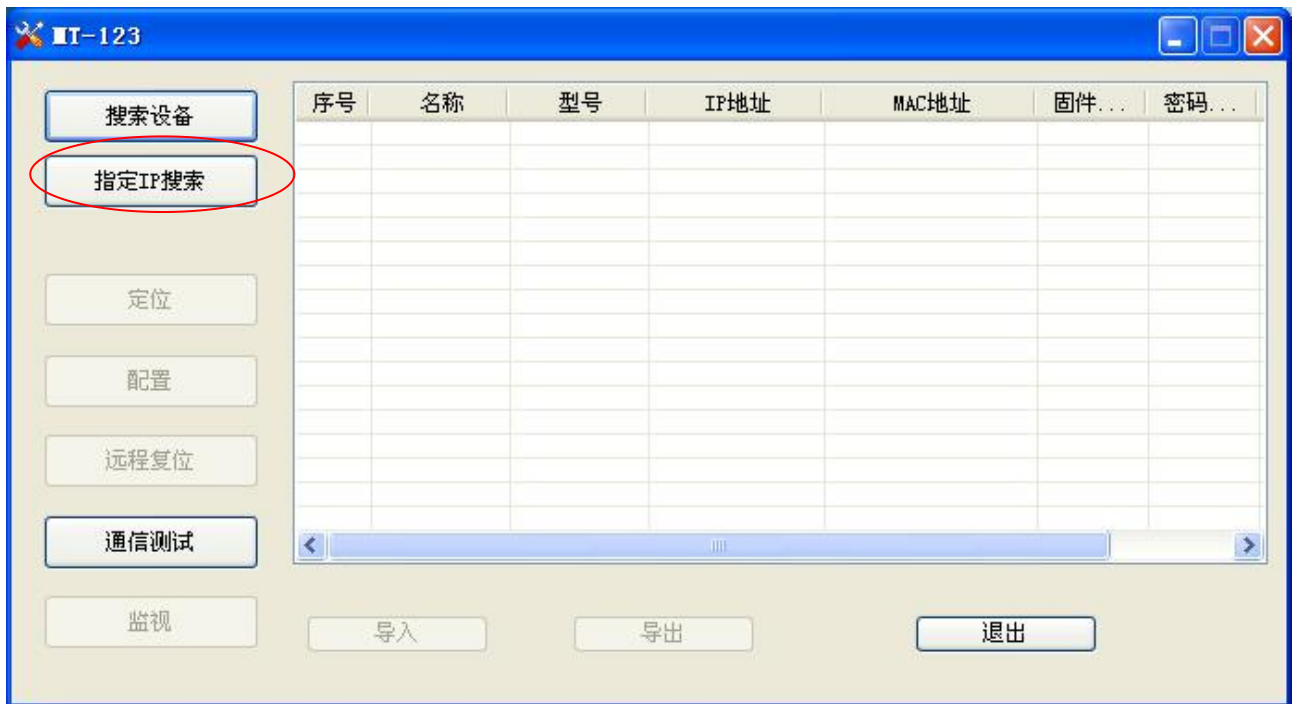 MT-123
搜索设备
序号 名称 型号 IP地址 MAC地址 固件... 密码...
指定IP搜索
定位
配置
远程复位
通信测试
监视
导入 导出 退出